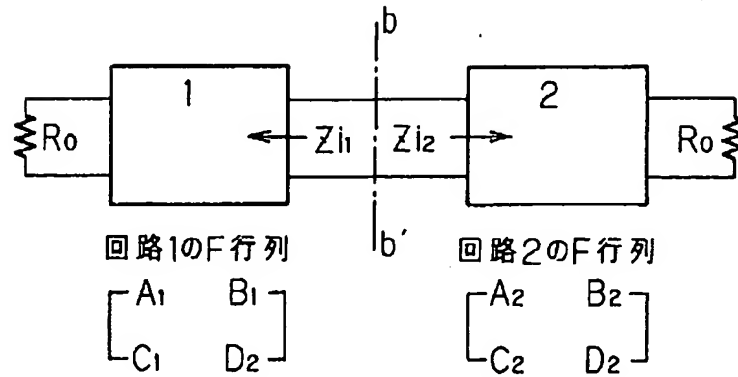 b
1
2
Ro
Zi1
Zi2
Ro
b'
回路1のF行列
回路2のF行列
A1 B1
A2 B2
C1 D2
C2 D2